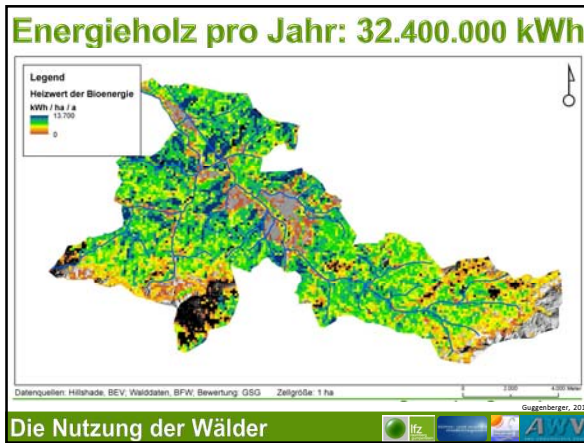 Energieholz pro Jahr: 32.400.000 kWh
Legend
Heizwert der Bioenergie
kWh / ha / a
13.700
0
Datenquellen: Hillshade, BEV; Walddaten, BFW; Bewertung: GSG Zellgröße: 1 ha
0 2.000 4.000 Meter
Guggenberger, 201
Die Nutzung der Wälder
lfz
AWV